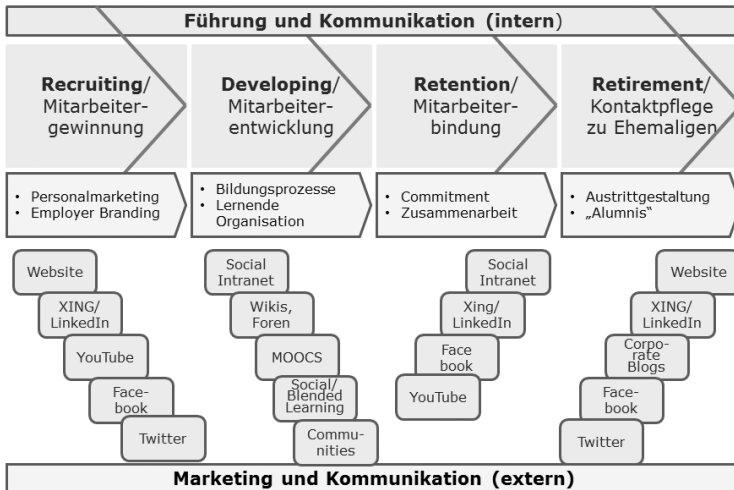 Führung und Kommunikation (intern)
Recruiting/
Mitarbeiter-
gewinnung
Developing/
Mitarbeiter-
entwicklung
Retention/
Mitarbeiter-
bindung
Retirement/
Kontaktpflege
zu Ehemaligen
• Personalmarketing
• Employer Branding
• Bildungsprozesse
• Lernende
Organisation
• Commitment
• Zusammenarbeit
• Austrittgestaltung
• „Alumnis“
Website
XING/
LinkedIn
YouTube
Face-
book
Twitter
Social
Intranet
Wikis,
Foren
MOOCS
Social/
Blended
Learning
Commu-
nities
Social
Intranet
Xing/
LinkedIn
Face
book
YouTube
Website
XING/
LinkedIn
Corpo-
rate
Blogs
Face-
book
Twitter
Marketing und Kommunikation (extern)